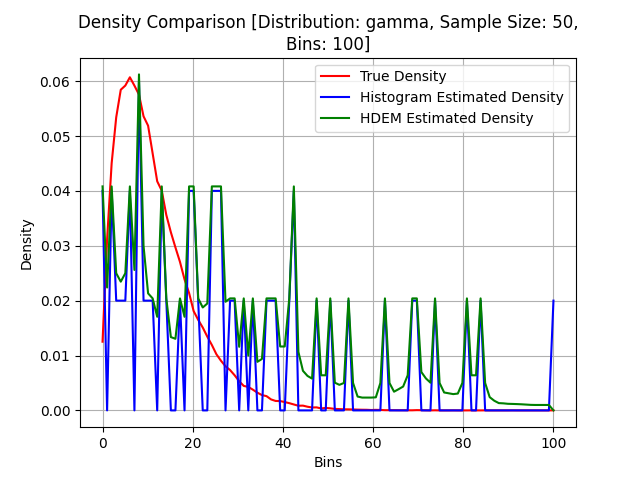 Density Comparison [Distribution: gamma, Sample Size: 50,
Bins: 100]
True Density
Histogram Estimated Density
HDEM Estimated Density
Density
0.06
0.05
0.04
0.03
0.02
0.01
0.00
0 20 40 60 80 100
Bins